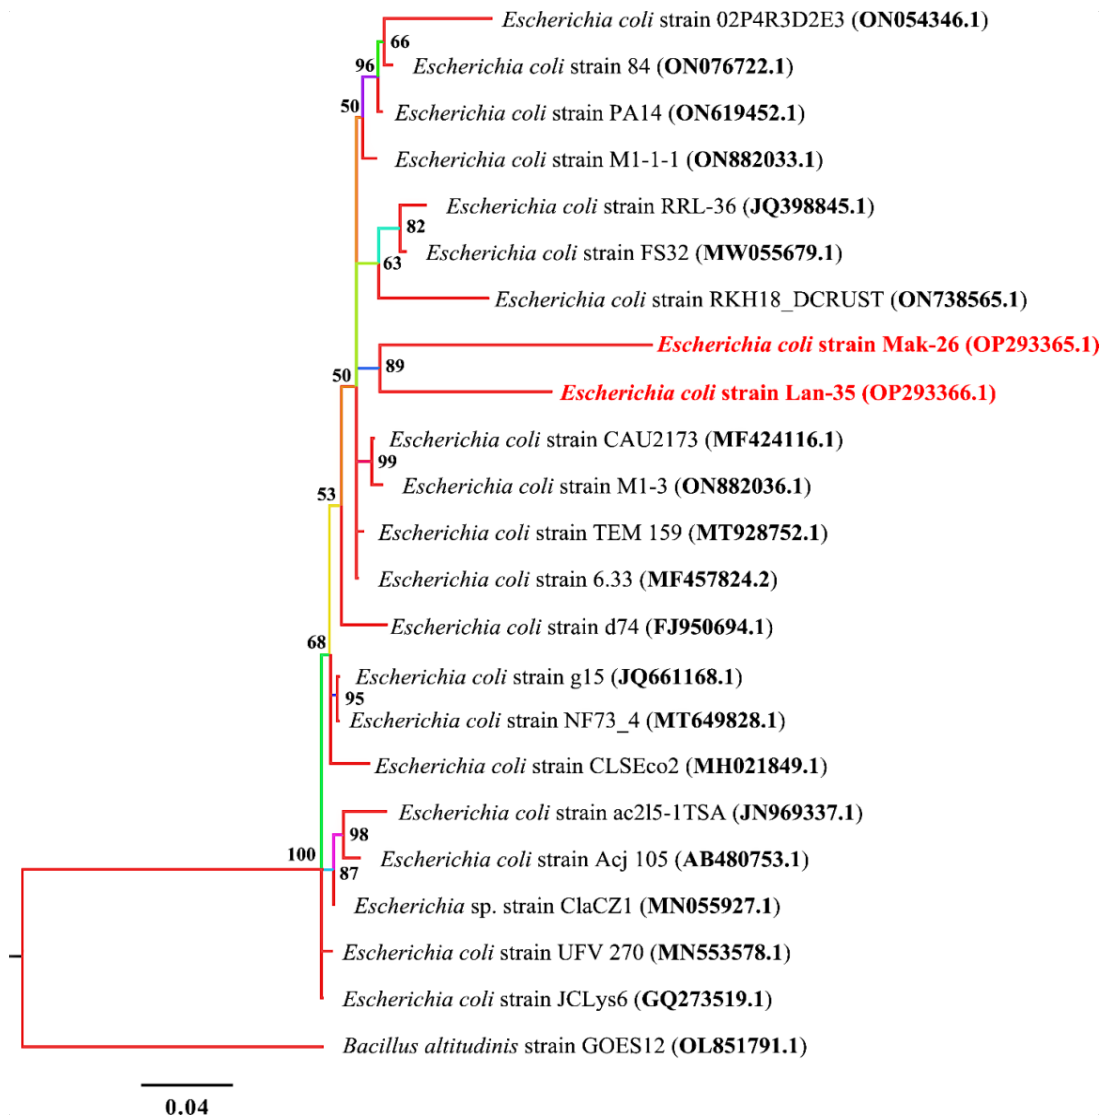 Escherichia coli strain 02P4R3D2E3 (ON054346.1)
66
Escherichia coli strain 84 (ON076722.1)
96
Escherichia coli strain PA14 (ON619452.1)
50
Escherichia coli strain M1-1-1 (ON882033.1)
Escherichia coli strain RRL-36 (JQ398845.1)
82
Escherichia coli strain FS32 (MW055679.1)
63
Escherichia coli strain RKH18_DCRUST (ON738565.1)
Escherichia coli strain Mak-26 (OP293365.1)
89
50
Escherichia coli strain Lan-35 (OP293366.1)
Escherichia coli strain CAU2173 (MF424116.1)
99
Escherichia coli strain M1-3 (ON882036.1)
53
Escherichia coli strain TEM 159 (MT928752.1)
Escherichia coli strain 6.33 (MF457824.2)
Escherichia coli strain d74 (FJ950694.1)
68
Escherichia coli strain g15 (JQ661168.1)
95
Escherichia coli strain NF73_4 (MT649828.1)
Escherichia coli strain CLSEco2 (MH021849.1)
Escherichia coli strain ac2l5-1TSA (JN969337.1)
98
100
Escherichia coli strain Acj 105 (AB480753.1)
87
Escherichia sp. strain ClaCZ1 (MN055927.1)
Escherichia coli strain UFV 270 (MN553578.1)
Escherichia coli strain JCLys6 (GQ273519.1)
Bacillus altitudinis strain GOES12 (OL851791.1)
0.04